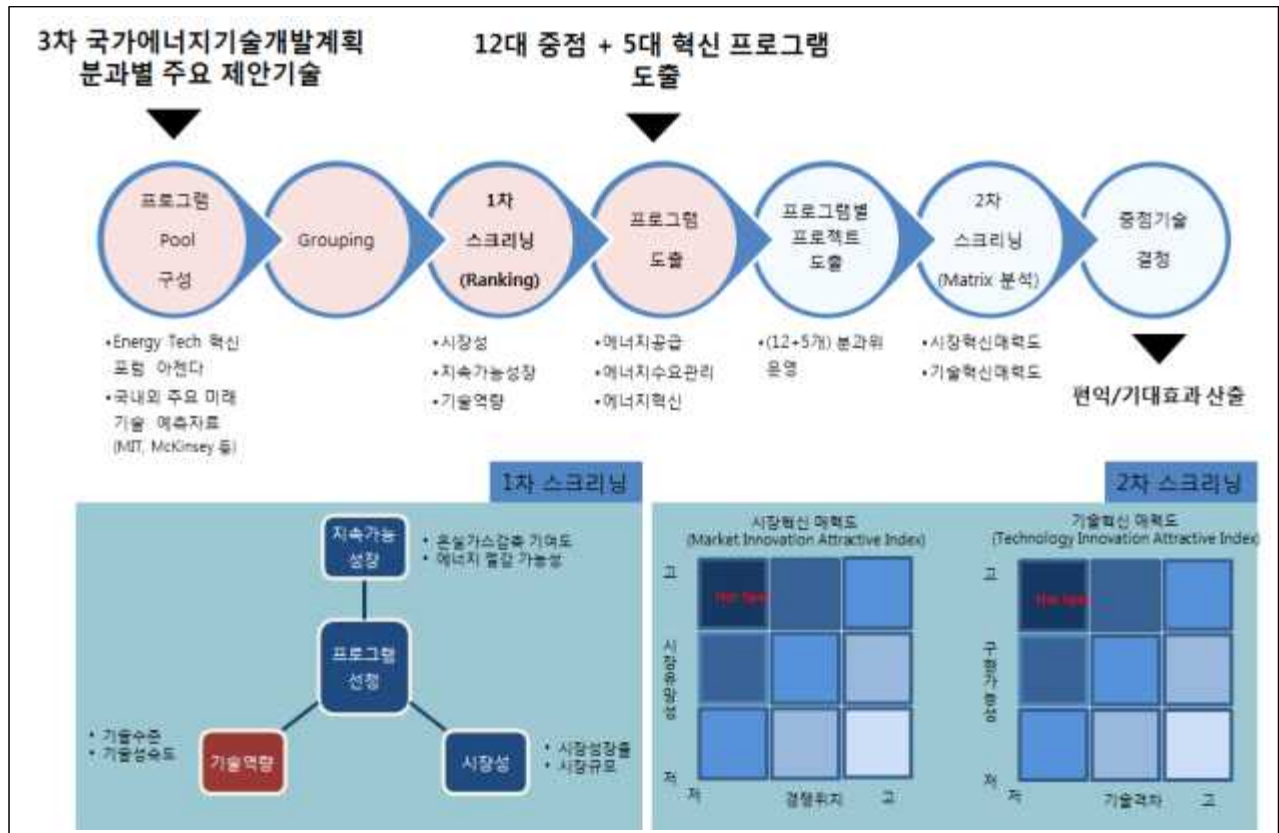 3차 국가에너지기술개발계획
분과별 주요 제안기술
12대 중점 + 5대 혁신 프로그램
도출
프로그램
Pool
구성
Grouping
1차
스크리닝
(Ranking)
프로그램
도출
프로그램별
프로젝트
도출
2차
스크리닝
(Matrix 분석)
중점기술
결정
•Energy Tech 혁신
포럼 아젠다
•국내외 주요 미래
기술 예측자료
(MIT, McKinsey 등)
•시장성
•지속가능성장
•기술역량
•에너지공급
•에너지수요관리
•에너지혁신
•(12+5개) 분과위
운영
•시장혁신매력도
•기술혁신매력도
편익/기대효과 산출
1차 스크리닝
지속가능
성장
• 온실가스감축 기여도
• 에너지 절감 가능성
프로그램
선정
• 기술수준
• 기술성숙도
기술역량
시장성
• 시장성장률
• 시장규모
2차 스크리닝
시장혁신 매력도
(Market Innovation Attractive Index)
고
Hot Spot
시장유망성
저
저
경쟁위치
고
기술혁신 매력도
(Technology Innovation Attractive Index)
고
Hot Spot
구현가능성
저
저
기술격차
고